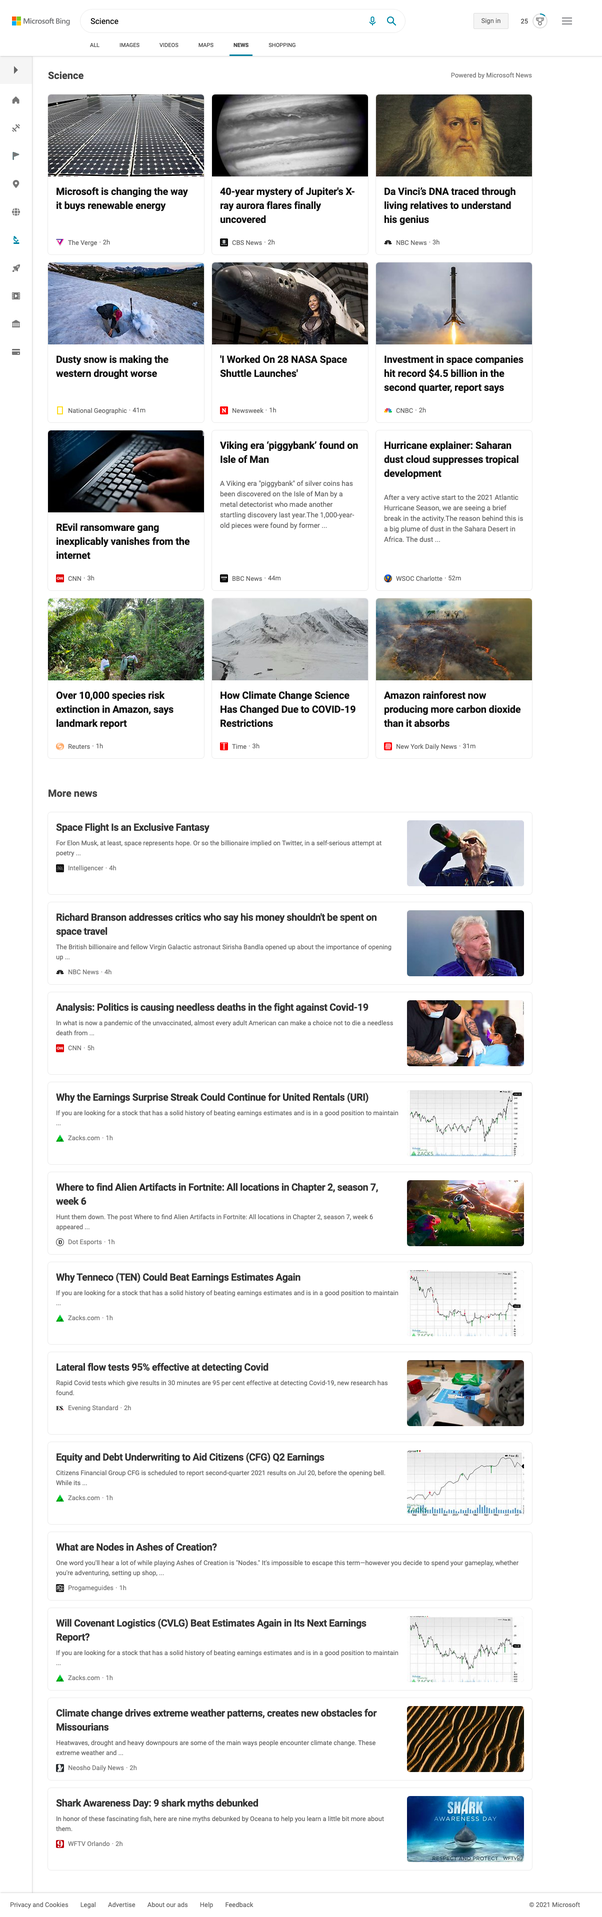 Microsoft Bing
Science
Sign in
25
ALL
IMAGES
VIDEOS
MAPS
NEWS
SHOPPING
Science
Powered by Microsoft News
Microsoft is changing the way
it buys renewable energy
The Verge · 2h
40-year mystery of Jupiter's X-
ray aurora flares finally
uncovered
CBS News · 2h
Da Vinci's DNA traced through
living relatives to understand
his genius
NBC News · 3h
Dusty snow is making the
western drought worse
National Geographic · 41m
'I Worked On 28 NASA Space
Shuttle Launches'
Newsweek · 1h
Investment in space companies
hit record $4.5 billion in the
second quarter, report says
CNBC · 2h
REvil ransomware gang
inexplicably vanishes from the
internet
CNN · 3h
Viking era 'piggybank' found on
Isle of Man
A Viking era "piggybank" of silver coins has
been discovered on the Isle of Man by a
metal detectorist who made another
startling discovery last year.The 1,000-year-
old pieces were found by former ...
BBC News · 44m
Hurricane explainer: Saharan
dust cloud suppresses tropical
development
After a very active start to the 2021 Atlantic
Hurricane Season, we are seeing a brief
break in the activity.The reason behind this is
a big plume of dust in the Sahara Desert in
Africa. The dust ...
WSOC Charlotte · 52m
Over 10,000 species risk
extinction in Amazon, says
landmark report
Reuters · 1h
How Climate Change Science
Has Changed Due to COVID-19
Restrictions
Time · 3h
Amazon rainforest now
producing more carbon dioxide
than it absorbs
New York Daily News · 31m
More news
Space Flight Is an Exclusive Fantasy
For Elon Musk, at least, space represents hope. Or so the billionaire implied on Twitter, in a self-serious attempt at
poetry ...
Intelligencer · 4h
Richard Branson addresses critics who say his money shouldn't be spent on
space travel
The British billionaire and fellow Virgin Galactic astronaut Sirisha Bandla opened up about the importance of opening
up ...
NBC News · 4h
Analysis: Politics is causing needless deaths in the fight against Covid-19
In what is now a pandemic of the unvaccinated, almost every adult American can make a choice not to die a needless
death from ...
CNN · 5h
Why the Earnings Surprise Streak Could Continue for United Rentals (URI)
If you are looking for a stock that has a solid history of beating earnings estimates and is in a good position to maintain
...
Zacks.com · 1h
ZACKS
Where to find Alien Artifacts in Fortnite: All locations in Chapter 2, season 7,
week 6
Hunt them down. The post Where to find Alien Artifacts in Fortnite: All locations in Chapter 2, season 7, week 6
appeared ...
Dot Esports · 1h
Why Tenneco (TEN) Could Beat Earnings Estimates Again
If you are looking for a stock that has a solid history of beating earnings estimates and is in a good position to maintain
...
Zacks.com · 1h
Lateral flow tests 95% effective at detecting Covid
Rapid Covid tests which give results in 30 minutes are 95 per cent effective at detecting Covid-19, new research has
found.
ES Evening Standard · 2h
Equity and Debt Underwriting to Aid Citizens (CFG) Q2 Earnings
Citizens Financial Group CFG is scheduled to report second-quarter 2021 results on Jul 20, before the opening bell.
While its ...
Zacks.com · 1h
What are Nodes in Ashes of Creation?
One word you'll hear a lot of while playing Ashes of Creation is "Nodes." It's impossible to escape this term—however you decide to spend your gameplay, whether
you're adventuring, setting up shop, ...
Progameguides · 1h
Will Covenant Logistics (CVLG) Beat Estimates Again in Its Next Earnings
Report?
If you are looking for a stock that has a solid history of beating earnings estimates and is in a good position to maintain
...
Zacks.com · 1h
Climate change drives extreme weather patterns, creates new obstacles for
Missourians
Heatwaves, drought and heavy downpours are some of the main ways people encounter climate change. These
extreme weather and ...
Neosho Daily News · 2h
Shark Awareness Day: 9 shark myths debunked
In honor of these fascinating fish, here are nine myths debunked by Oceana to help you learn a little bit more about
them.
WFTV Orlando · 2h
SHARK
AWARENESS DAY
RESPECT AND PROTECT
WFTV
Privacy and Cookies
Legal
Advertise
About our ads
Help
Feedback
© 2021 Microsoft